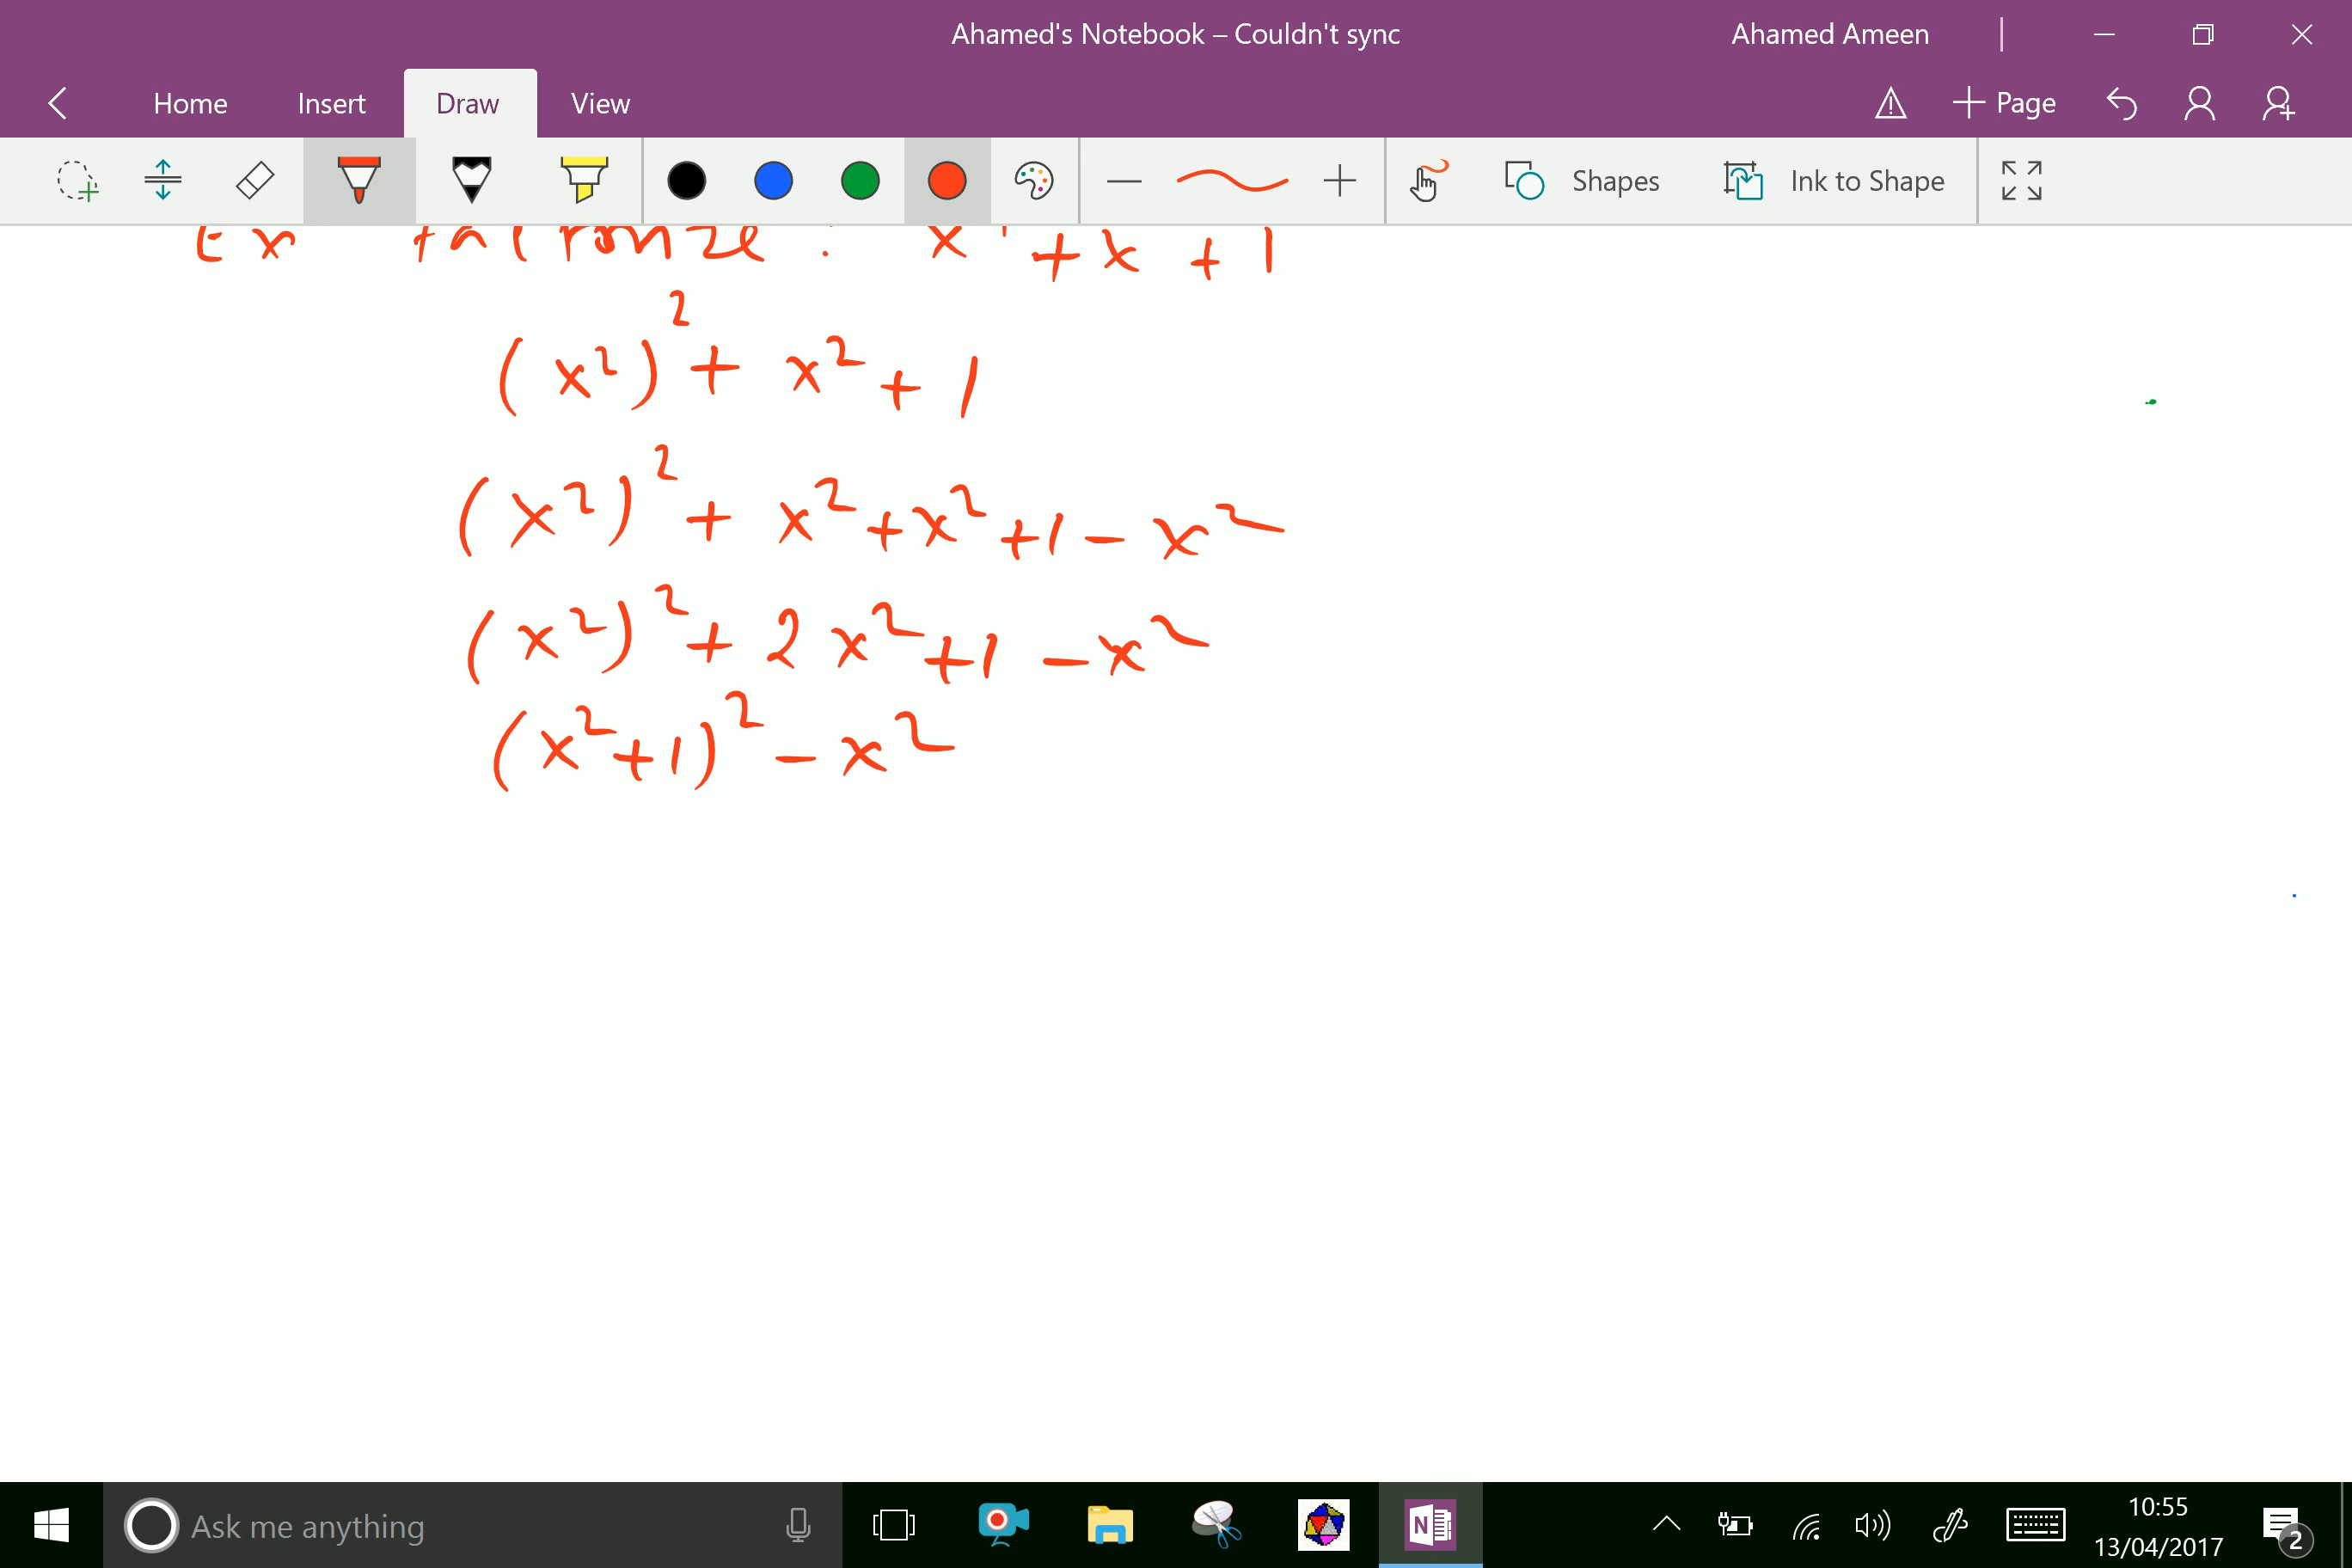 Ahamed's Notebook – Couldn't sync
Ahamed Ameen
Home Insert Draw View
Page
Shapes
Ink to Shape
Ex : x + x + 1
(x²)² + x² + 1
(x²)² + x² + x² + 1 − x²
(x²)² + 2x² + 1 − x²
(x² + 1)² − x²
Ask me anything
10:55
13/04/2017
2